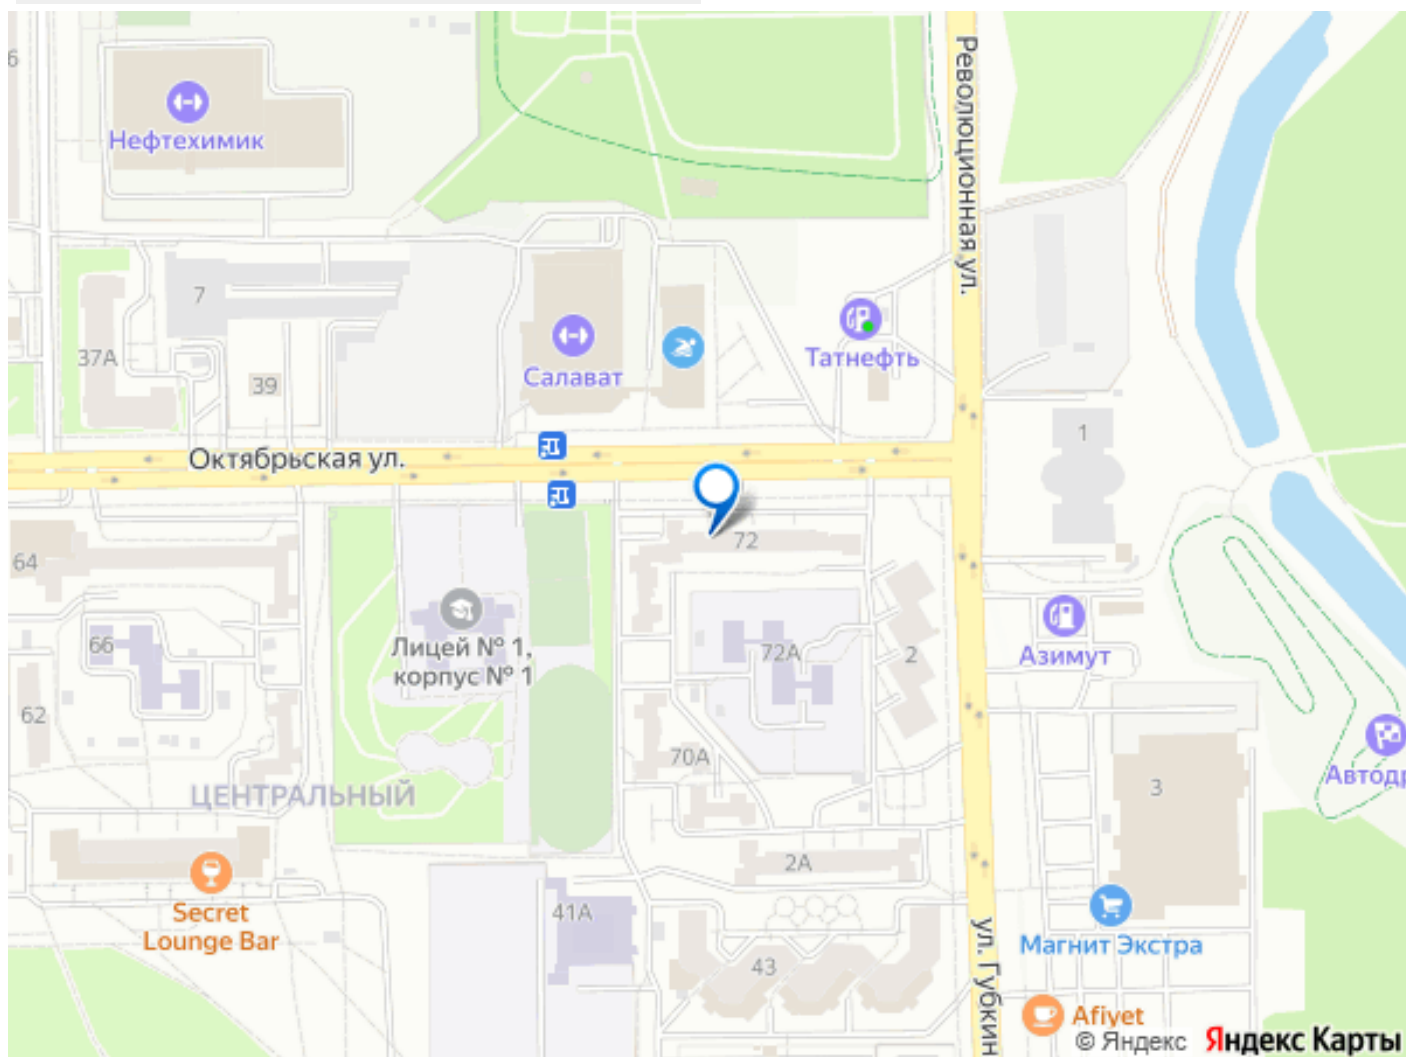 6
Нефтехимик
Революционная ул.
7
37А
39
Салават
Татнефть
1
Октябрьская ул.
72
64
66
Лицей № 1,
корпус № 1
72А
2
Азимут
62
70А
ЦЕНТРАЛЬНЫЙ
3
Автодр
2А
Secret
Lounge Bar
41А
43
ул. Губкин
Магнит Экстра
Afiyet
© Яндекс Яндекс Карты